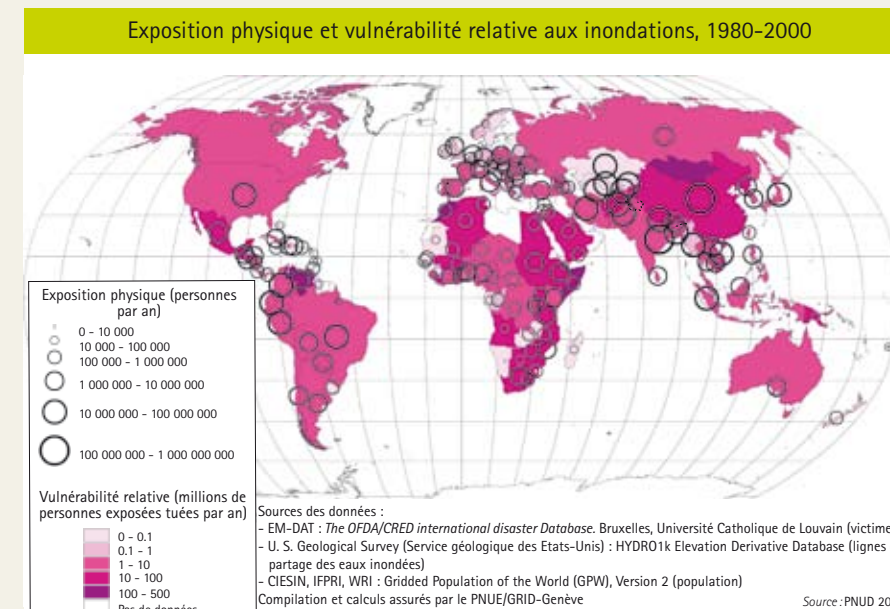 Exposition physique et vulnérabilité relative aux inondations, 1980-2000
Exposition physique (personnes
par an)
0 - 10 000
10 000 - 100 000
100 000 - 1 000 000
1 000 000 - 10 000 000
10 000 000 - 100 000 000
100 000 000 - 1 000 000 000
Vulnérabilité relative (millions de
personnes exposées tuées par an)
0 - 0.1
0.1 - 1
1 - 10
10 - 100
100 - 500
Pas de données
Sources des données :
- EM-DAT : The OFDA/CRED international disaster Database. Bruxelles, Université Catholique de Louvain (victime
- U. S. Geological Survey (Service géologique des Etats-Unis) : HYDRO1k Elevation Derivative Database (lignes
partage des eaux inondées)
- CIESIN, IFPRI, WRI : Gridded Population of the World (GPW), Version 2 (population)
Compilation et calculs assurés par le PNUE/GRID-Genève
Source : PNUD 20